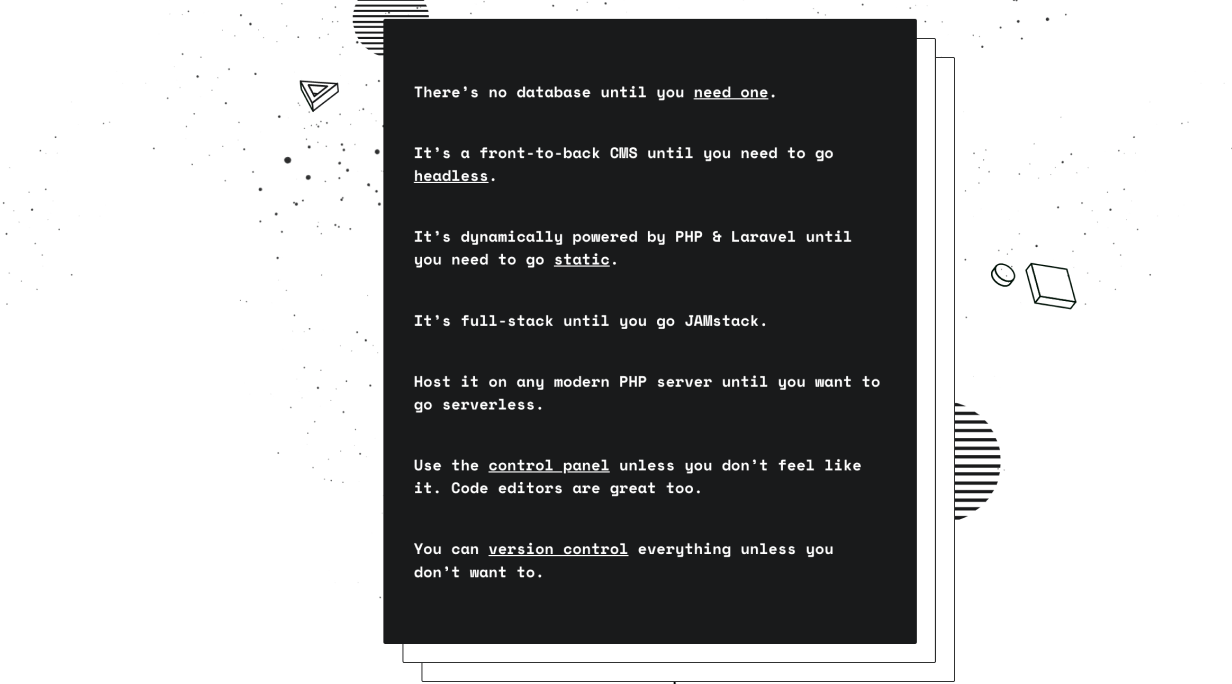 There’s no database until you need one.
It’s a front-to-back CMS until you need to go
headless.
It’s dynamically powered by PHP & Laravel until
you need to go static.
It’s full-stack until you go JAMstack.
Host it on any modern PHP server until you want to
go serverless.
Use the control panel unless you don’t feel like
it. Code editors are great too.
You can version control everything unless you
don’t want to.